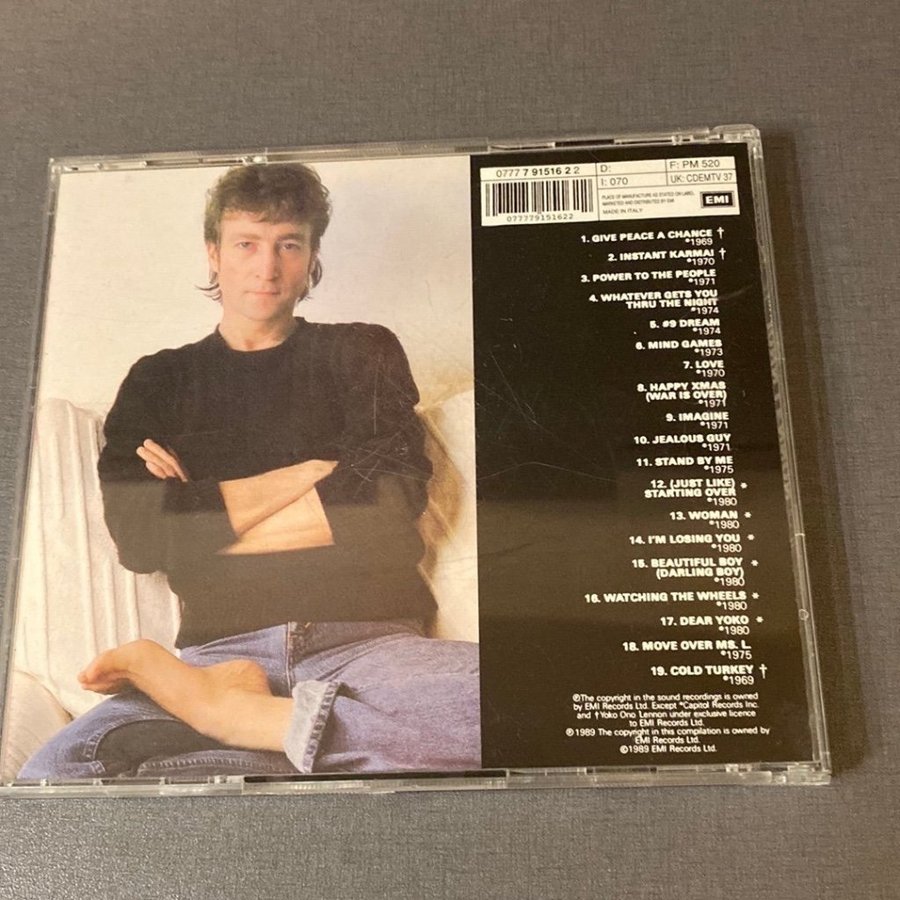 0777 7 91516 2 2
D:
F: PM 520
I: 070
UK: CDEMTV 37
PLACE OF MANUFACTURE AS STATED ON LABEL
MARKETED AND DISTRIBUTED BY EMI
MADE IN ITALY
EMI
077779151622
1. GIVE PEACE A CHANCE †
℗1969
2. INSTANT KARMA! †
℗1970
3. POWER TO THE PEOPLE
℗1971
4. WHATEVER GETS YOU
THRU THE NIGHT
℗1974
5. #9 DREAM
℗1974
6. MIND GAMES
℗1973
7. LOVE
℗1970
8. HAPPY XMAS
(WAR IS OVER)
℗1971
9. IMAGINE
℗1971
10. JEALOUS GUY
℗1971
11. STAND BY ME
℗1975
12. (JUST LIKE) *
STARTING OVER
℗1980
13. WOMAN *
℗1980
14. I'M LOSING YOU *
℗1980
15. BEAUTIFUL BOY *
(DARLING BOY)
℗1980
16. WATCHING THE WHEELS *
℗1980
17. DEAR YOKO *
℗1980
18. MOVE OVER MS. L.
℗1975
19. COLD TURKEY †
℗1969
℗The copyright in the sound recordings is owned
by EMI Records Ltd. Except *Capitol Records Inc.
and †Yoko Ono Lennon under exclusive licence
to EMI Records Ltd.
℗1989 The copyright in this compilation is owned by
EMI Records Ltd.
©1989 EMI Records Ltd.